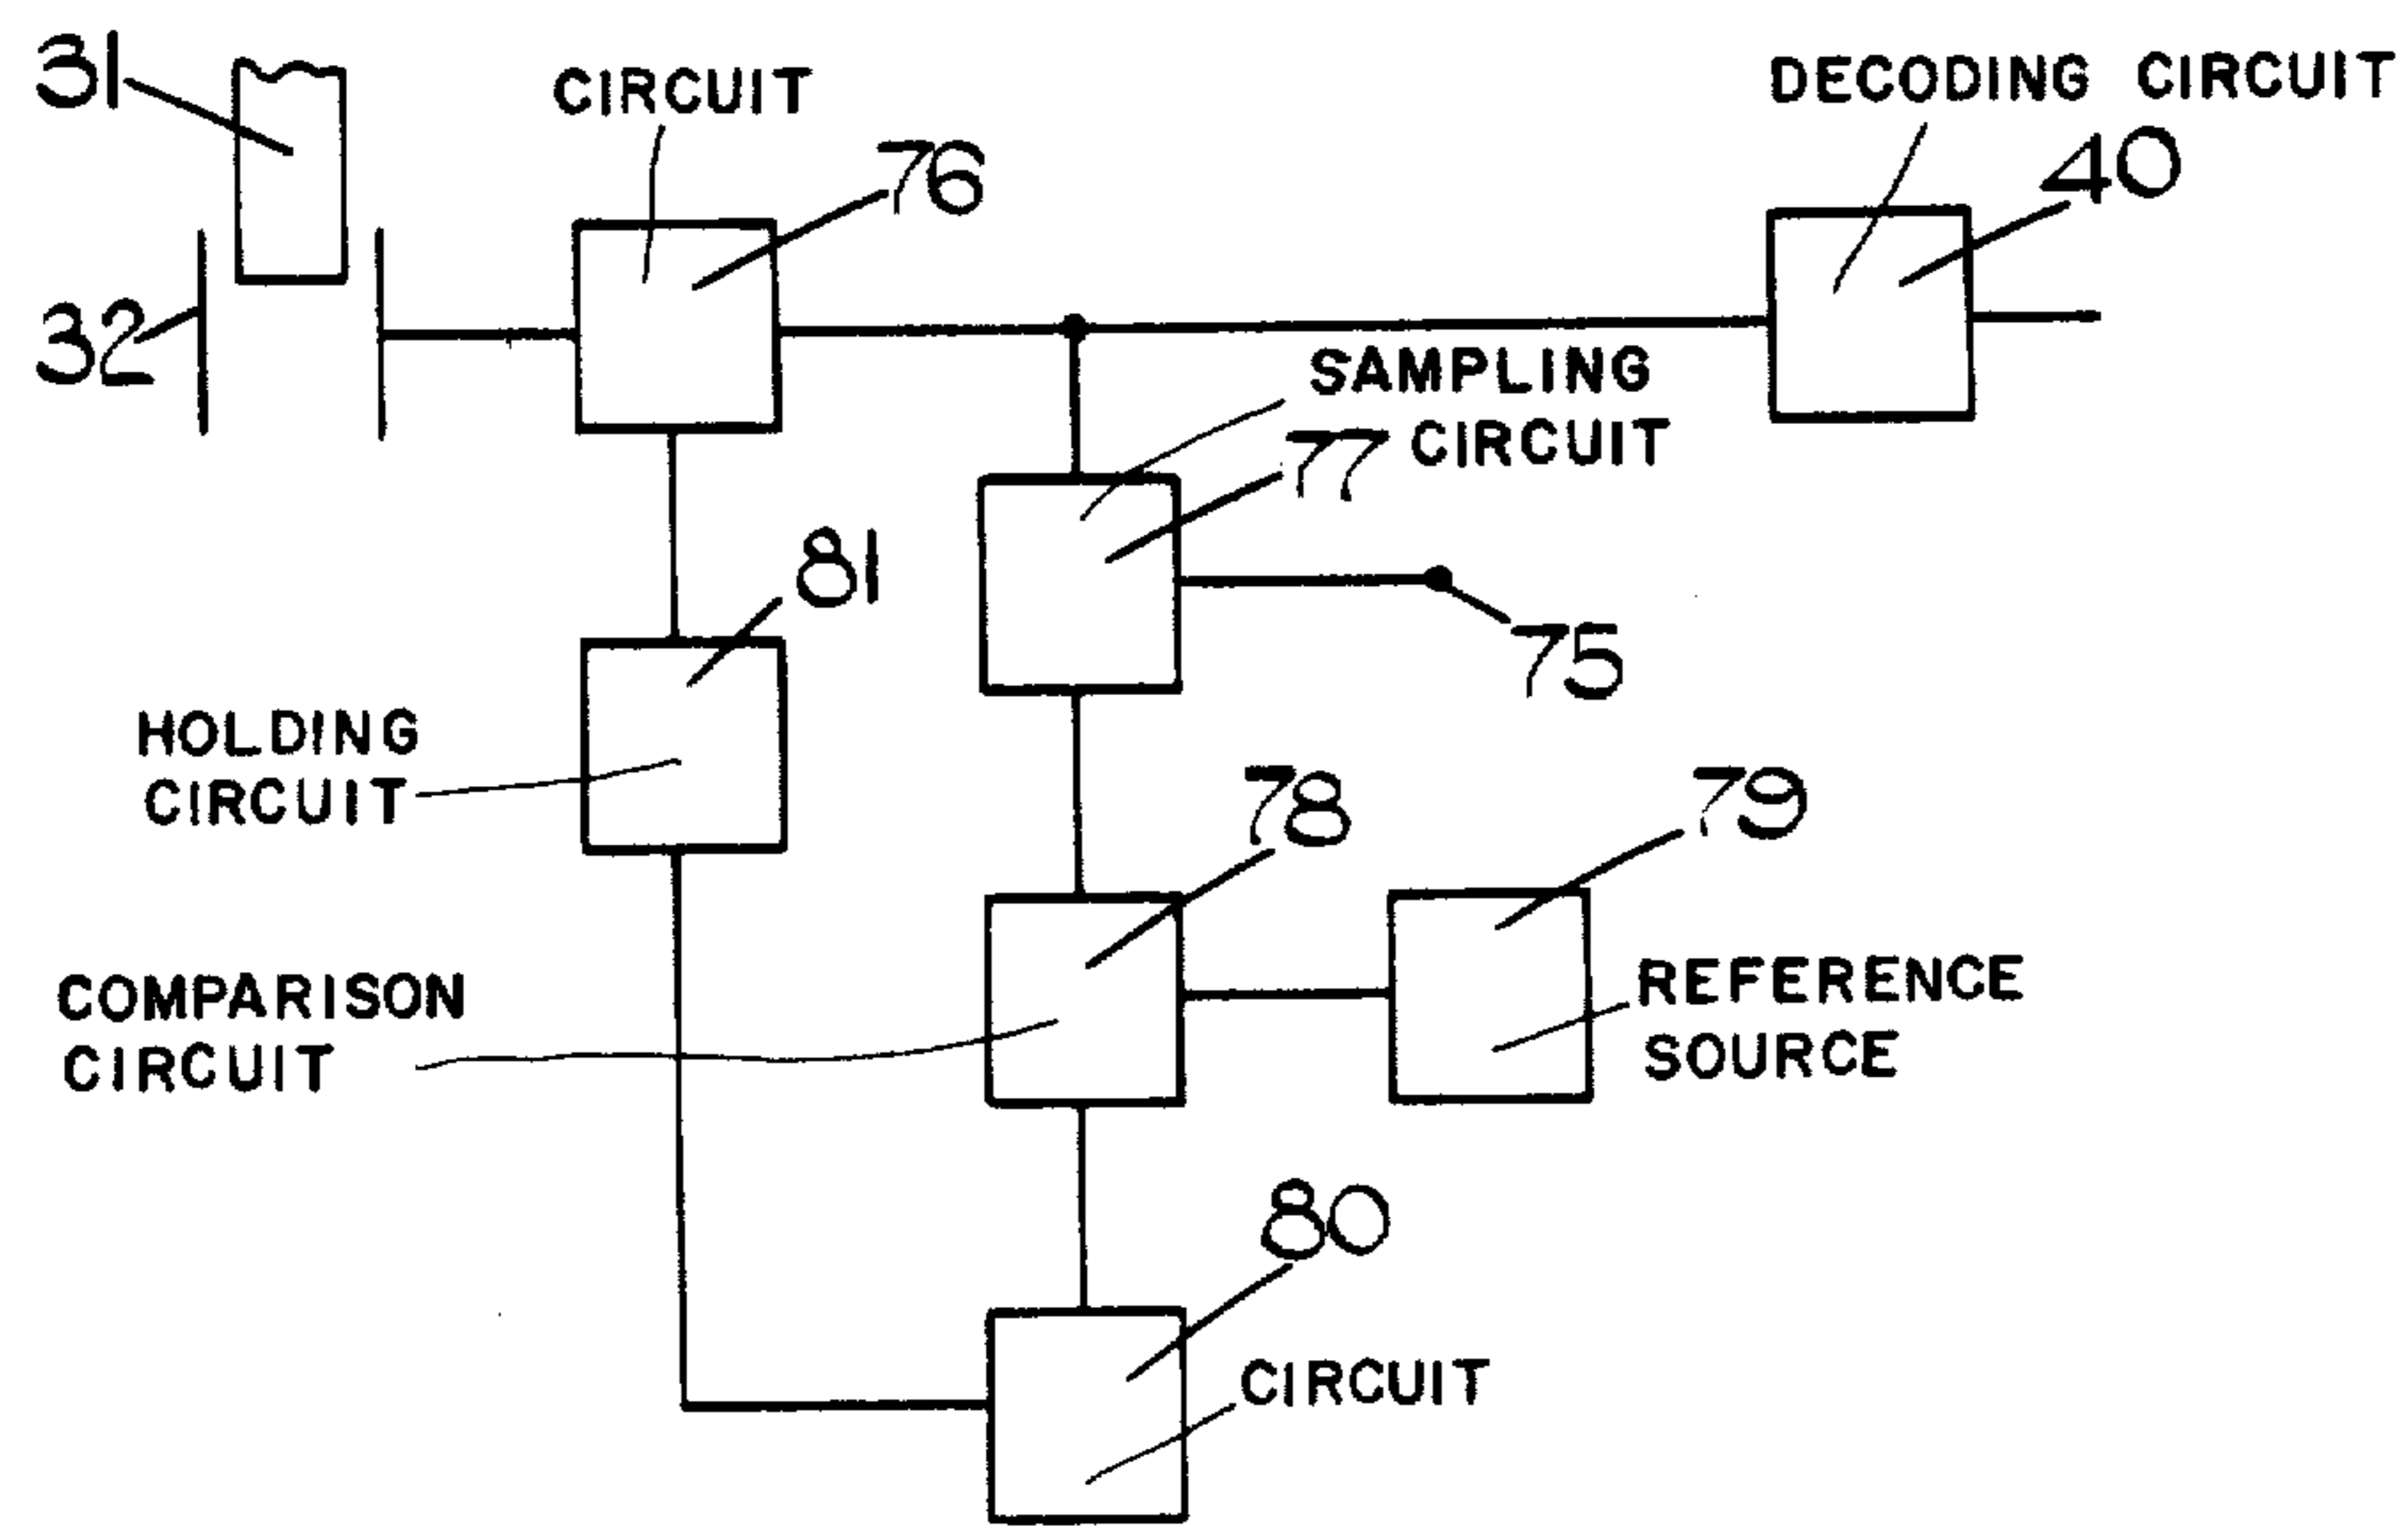 31
CIRCUIT
DECODING CIRCUIT
76
40
32
SAMPLING
CIRCUIT
77
81
75
HOLDING
CIRCUIT
78
79
COMPARISON
CIRCUIT
REFERENCE
SOURCE
80
CIRCUIT